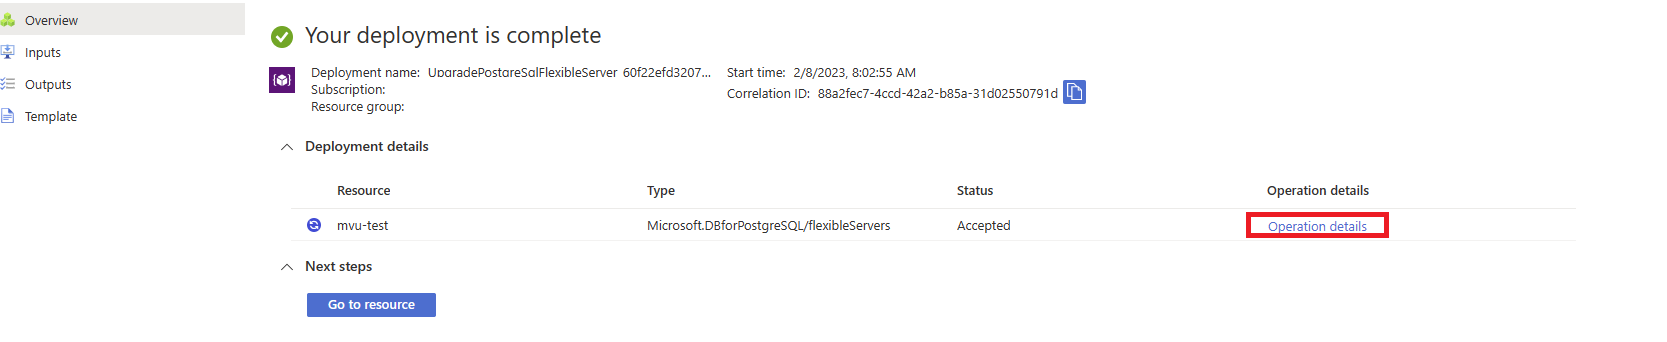 Overview
Inputs
Outputs
Template
Your deployment is complete
Deployment name: UpgradePostgreSqlFlexibleServer_60f22efd3207...
Subscription:
Resource group:
Start time: 2/8/2023, 8:02:55 AM
Correlation ID: 88a2fec7-4ccd-42a2-b85a-31d02550791d
Deployment details
Resource Type Status Operation details
mvu-test Microsoft.DBforPostgreSQL/flexibleServers Accepted Operation details
Next steps
Go to resource